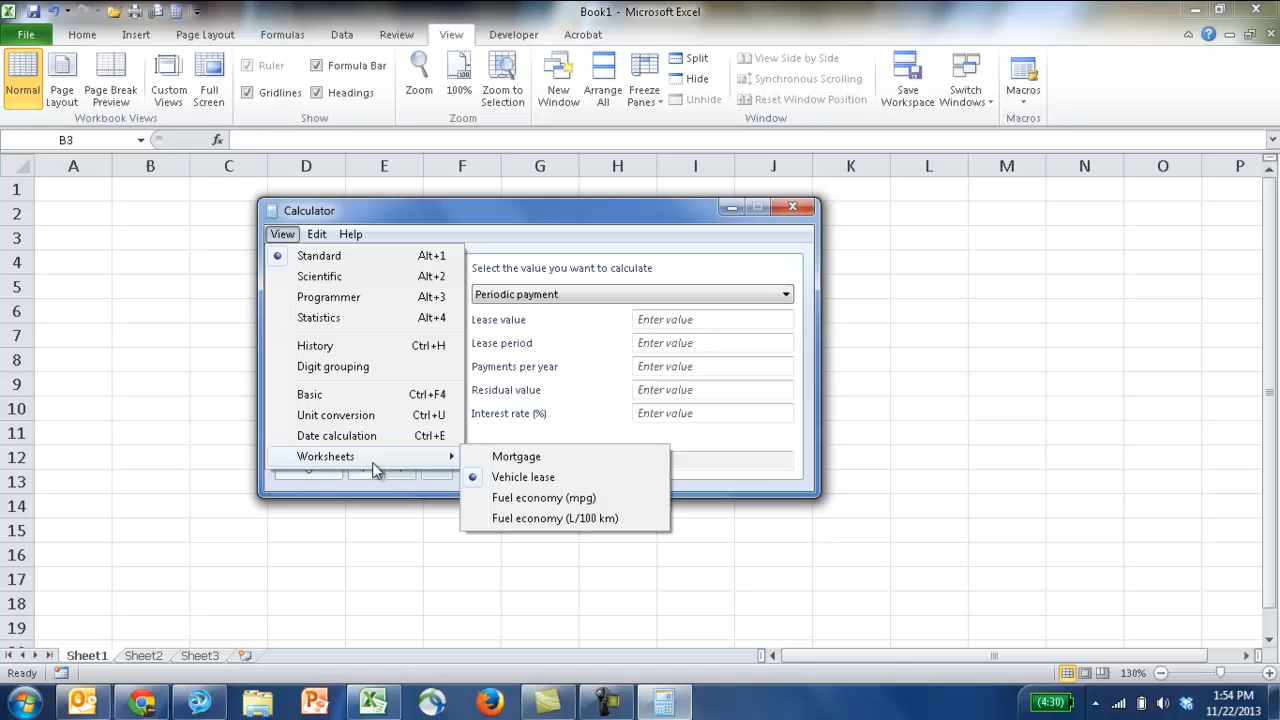 Book1 - Microsoft Excel
File Home Insert Page Layout Formulas Data Review View Developer Acrobat
Normal
Page Layout
Page Break Preview
Custom Views
Full Screen
Workbook Views
Ruler
Formula Bar
Gridlines
Headings
Show
Zoom
100%
Zoom to Selection
Zoom
New Window
Arrange All
Freeze Panes
Split
Hide
Unhide
View Side by Side
Synchronous Scrolling
Reset Window Position
Window
Save Workspace
Switch Windows
Macros
Macros
B3
fx
A B C D E F G H I J K L M N O P
1
2
3
4
5
6
7
8
9
10
11
12
13
14
15
16
17
18
19
Calculator
View Edit Help
Standard Alt+1
Scientific Alt+2
Programmer Alt+3
Statistics Alt+4
History Ctrl+H
Digit grouping
Basic Ctrl+F4
Unit conversion Ctrl+U
Date calculation Ctrl+E
Worksheets
Select the value you want to calculate
Periodic payment
Lease value Enter value
Lease period Enter value
Payments per year Enter value
Residual value Enter value
Interest rate (%) Enter value
Mortgage
Vehicle lease
Fuel economy (mpg)
Fuel economy (L/100 km)
Sheet1 Sheet2 Sheet3
Ready
130%
(4:30)
1:54 PM
11/22/2013